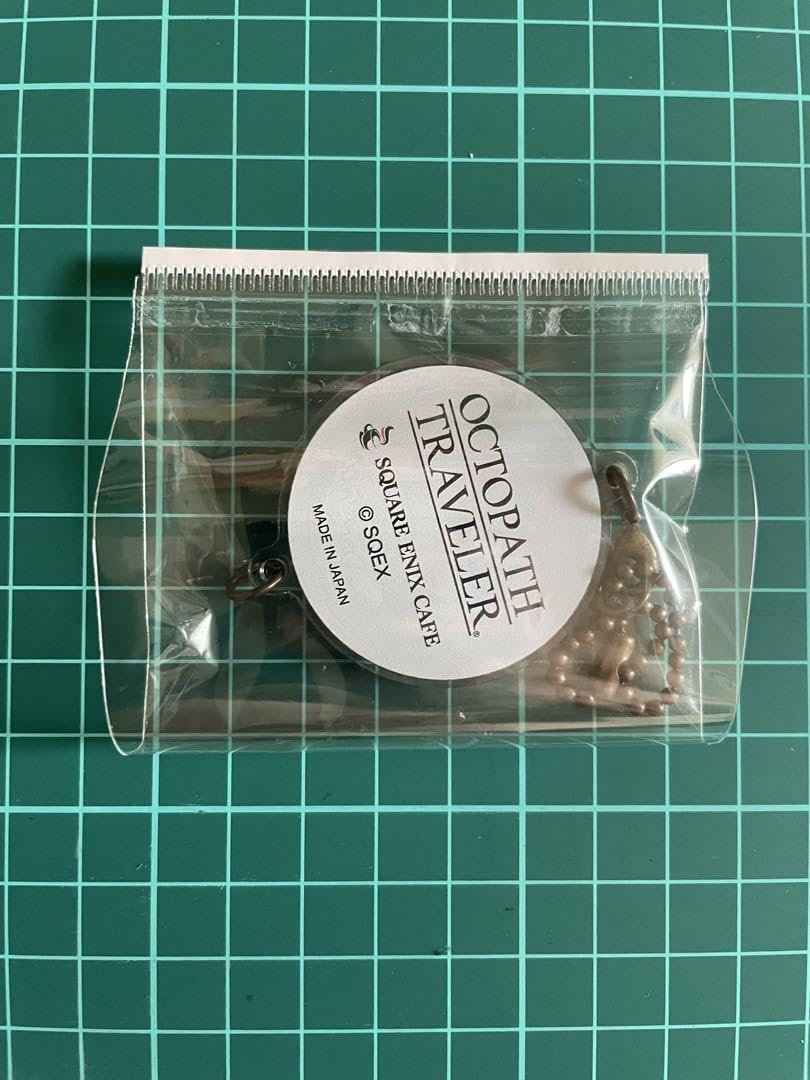 OCTOPATH
TRAVELER®
SQUARE ENIX CAFE
© SQEX
MADE IN JAPAN